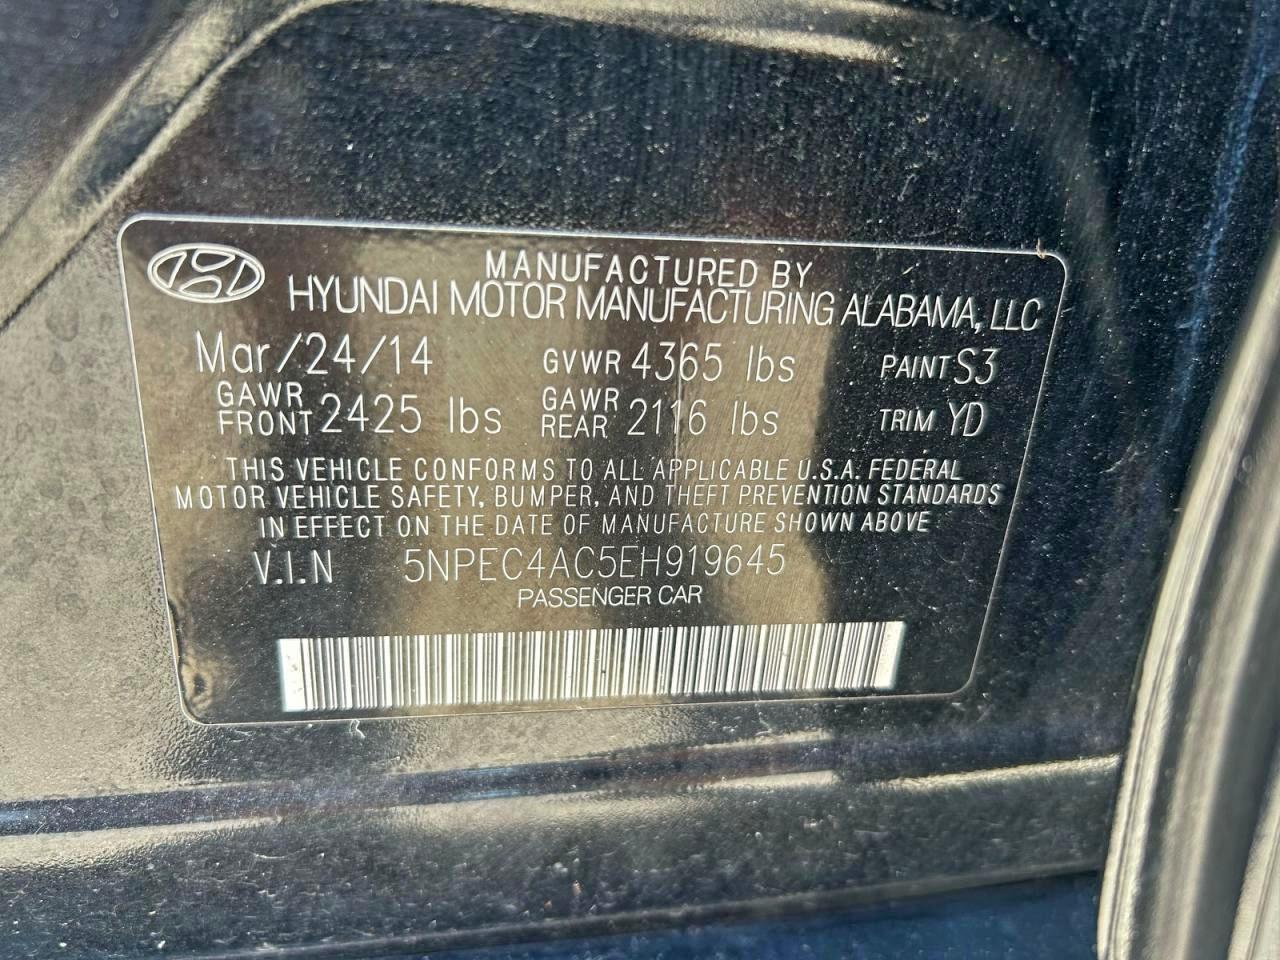 MANUFACTURED BY
HYUNDAI MOTOR MANUFACTURING ALABAMA, LLC
Mar/24/14 GVWR 4365 lbs PAINT S3
GAWR FRONT 2425 lbs GAWR REAR 2116 lbs TRIM YD
THIS VEHICLE CONFORMS TO ALL APPLICABLE U.S.A. FEDERAL
MOTOR VEHICLE SAFETY, BUMPER, AND THEFT PREVENTION STANDARDS
IN EFFECT ON THE DATE OF MANUFACTURE SHOWN ABOVE
V.I.N 5NPEC4AC5EH919645
PASSENGER CAR